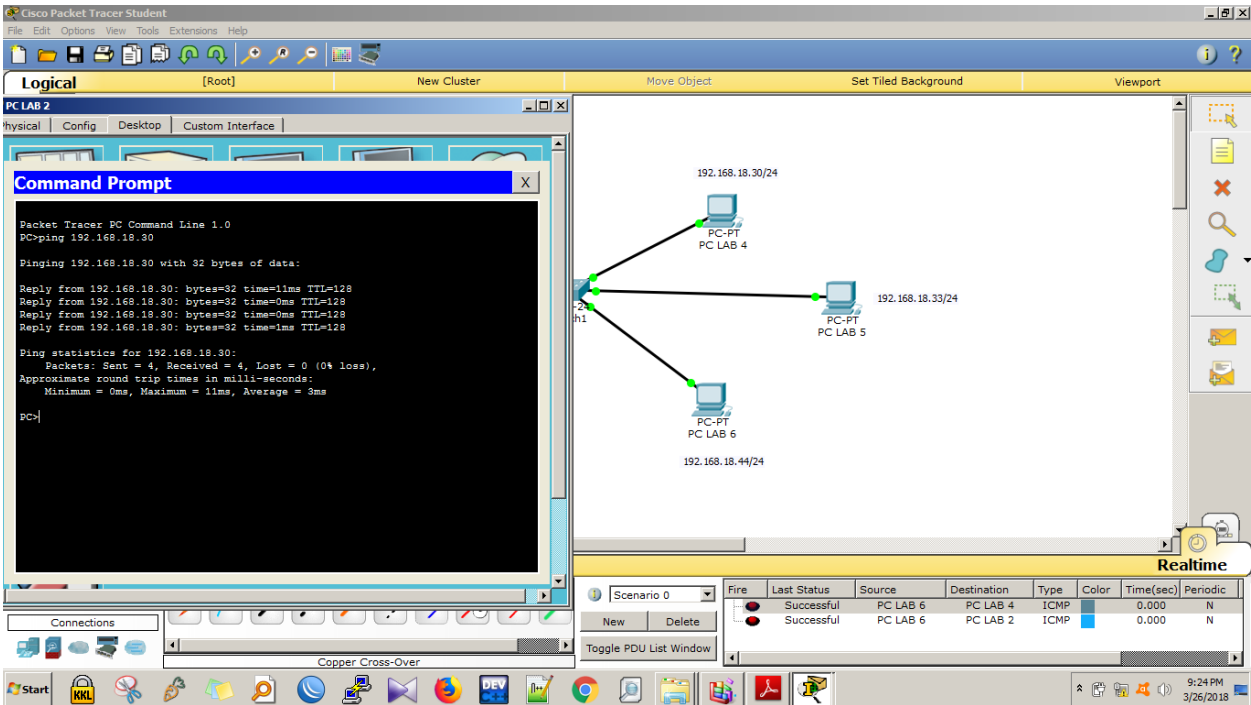 Cisco Packet Tracer Student
File Edit Options View Tools Extensions Help
Logical [Root] New Cluster Move Object Set Tiled Background Viewport
PC LAB 2
Physical Config Desktop Custom Interface
Command Prompt X
Packet Tracer PC Command Line 1.0
PC>ping 192.168.18.30
Pinging 192.168.18.30 with 32 bytes of data:
Reply from 192.168.18.30: bytes=32 time=11ms TTL=128
Reply from 192.168.18.30: bytes=32 time=0ms TTL=128
Reply from 192.168.18.30: bytes=32 time=0ms TTL=128
Reply from 192.168.18.30: bytes=32 time=1ms TTL=128
Ping statistics for 192.168.18.30:
Packets: Sent = 4, Received = 4, Lost = 0 (0% loss),
Approximate round trip times in milli-seconds:
Minimum = 0ms, Maximum = 11ms, Average = 3ms
PC>
192.168.18.30/24
PC-PT
PC LAB 4
-24
ch1
192.168.18.33/24
PC-PT
PC LAB 5
PC-PT
PC LAB 6
192.168.18.44/24
Realtime
Scenario 0
New Delete
Toggle PDU List Window
Fire Last Status Source Destination Type Color Time(sec) Periodic
Successful PC LAB 6 PC LAB 4 ICMP 0.000 N
Successful PC LAB 6 PC LAB 2 ICMP 0.000 N
Connections
Copper Cross-Over
Start
KKL
DEV
C++
9:24 PM
3/26/2018